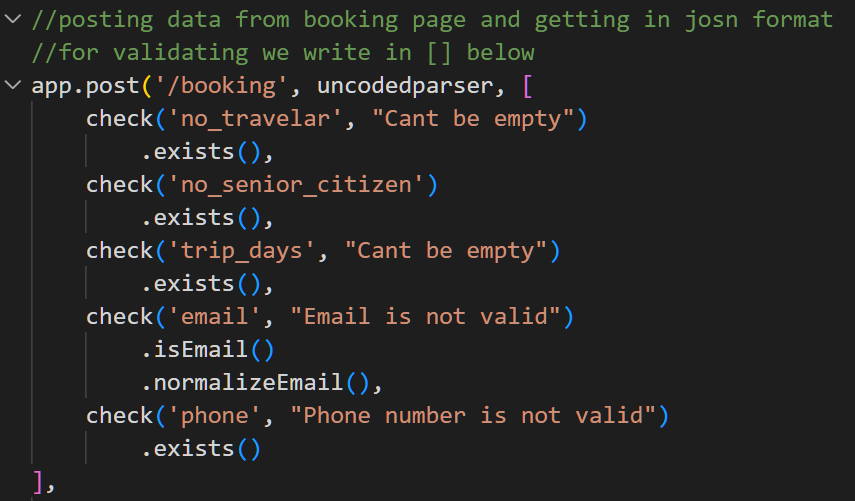 //posting data from booking page and getting in josn format
//for validating we write in [] below
app.post('/booking', uncodedparser, [
check('no_travelar', "Cant be empty")
.exists(),
check('no_senior_citizen')
.exists(),
check('trip_days', "Cant be empty")
.exists(),
check('email', "Email is not valid")
.isEmail()
.normalizeEmail(),
check('phone', "Phone number is not valid")
.exists()
],